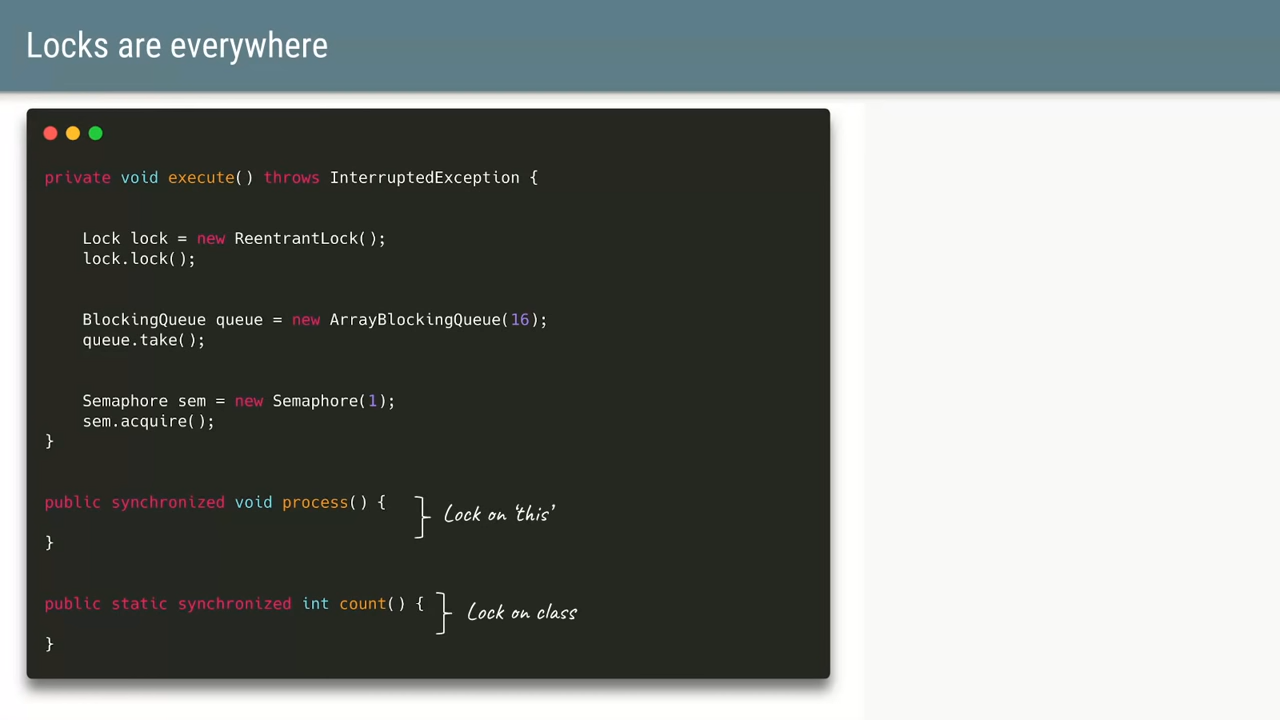 Locks are everywhere
private void execute() throws InterruptedException {
Lock lock = new ReentrantLock();
lock.lock();
BlockingQueue queue = new ArrayBlockingQueue(16);
queue.take();
Semaphore sem = new Semaphore(1);
sem.acquire();
}
public synchronized void process() {
Lock on ‘this’
}
public static synchronized int count() {
Lock on class
}